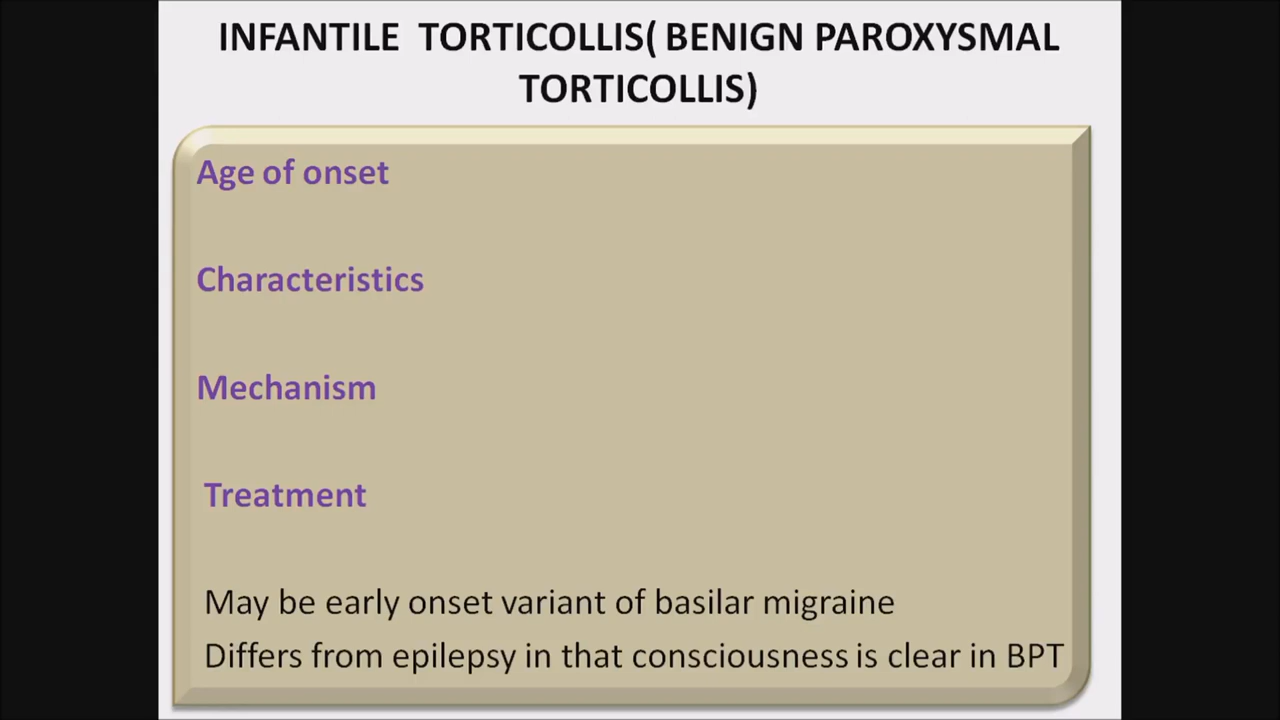 INFANTILE TORTICOLLIS( BENIGN PAROXYSMAL
TORTICOLLIS)
Age of onset
Characteristics
Mechanism
Treatment
May be early onset variant of basilar migraine
Differs from epilepsy in that consciousness is clear in BPT